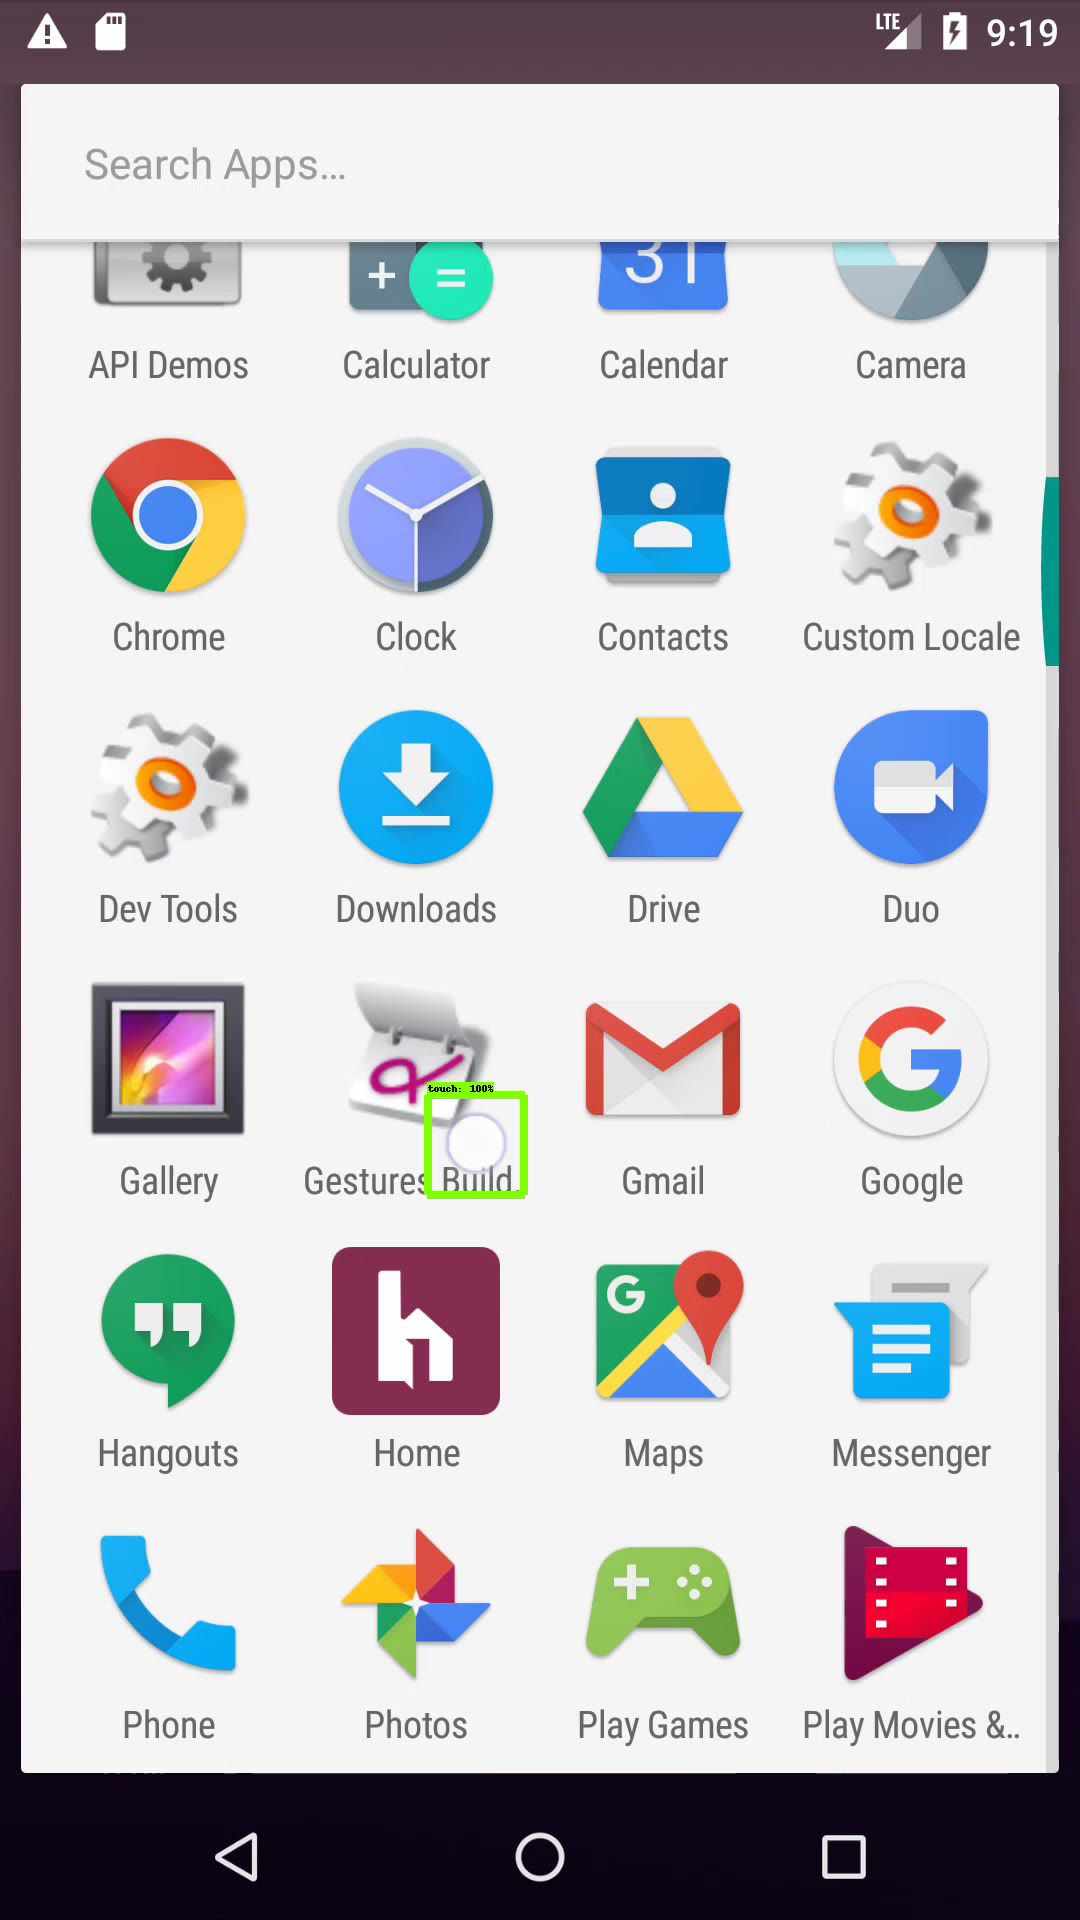 LTE 9:19
Search Apps…
31
API Demos Calculator Calendar Camera
Chrome Clock Contacts Custom Locale
Dev Tools Downloads Drive Duo
touch: 100%
Gallery Gestures Build. Gmail Google
Hangouts Home Maps Messenger
Phone Photos Play Games Play Movies &..